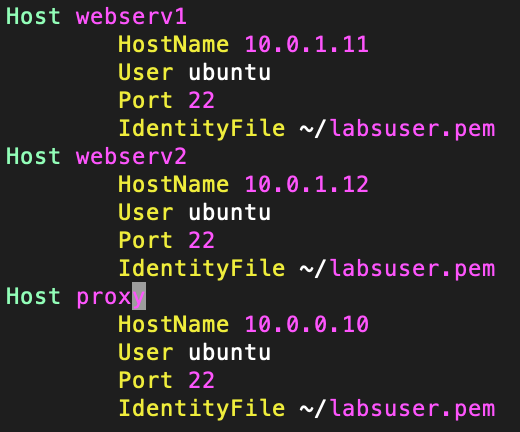 Host webserv1
HostName 10.0.1.11
User ubuntu
Port 22
IdentityFile ~/labsuser.pem
Host webserv2
HostName 10.0.1.12
User ubuntu
Port 22
IdentityFile ~/labsuser.pem
Host proxy
HostName 10.0.0.10
User ubuntu
Port 22
IdentityFile ~/labsuser.pem